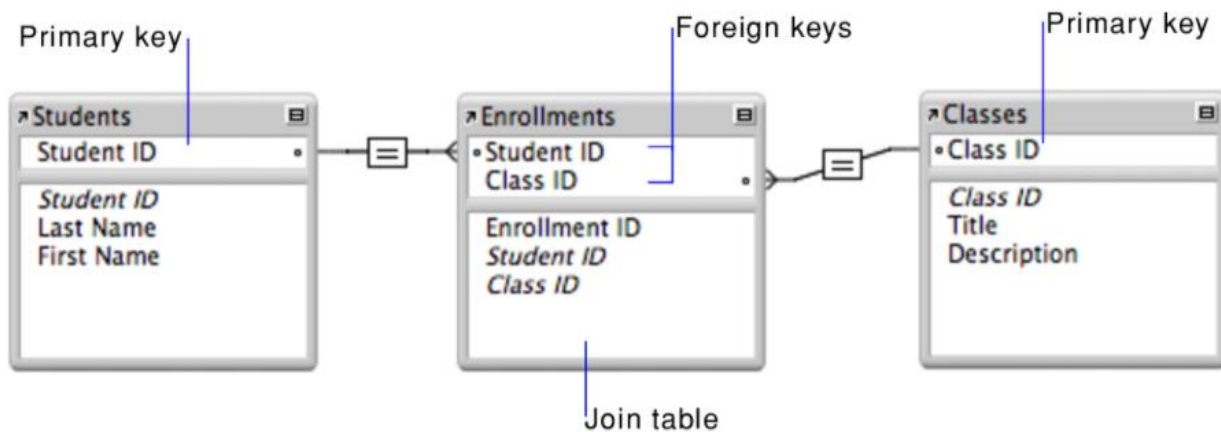 Primary key
Foreign keys
Primary key
Students
Student ID
Student ID
Last Name
First Name
Enrollments
Student ID
Class ID
Enrollment ID
Student ID
Class ID
Classes
Class ID
Class ID
Title
Description
=
=
Join table